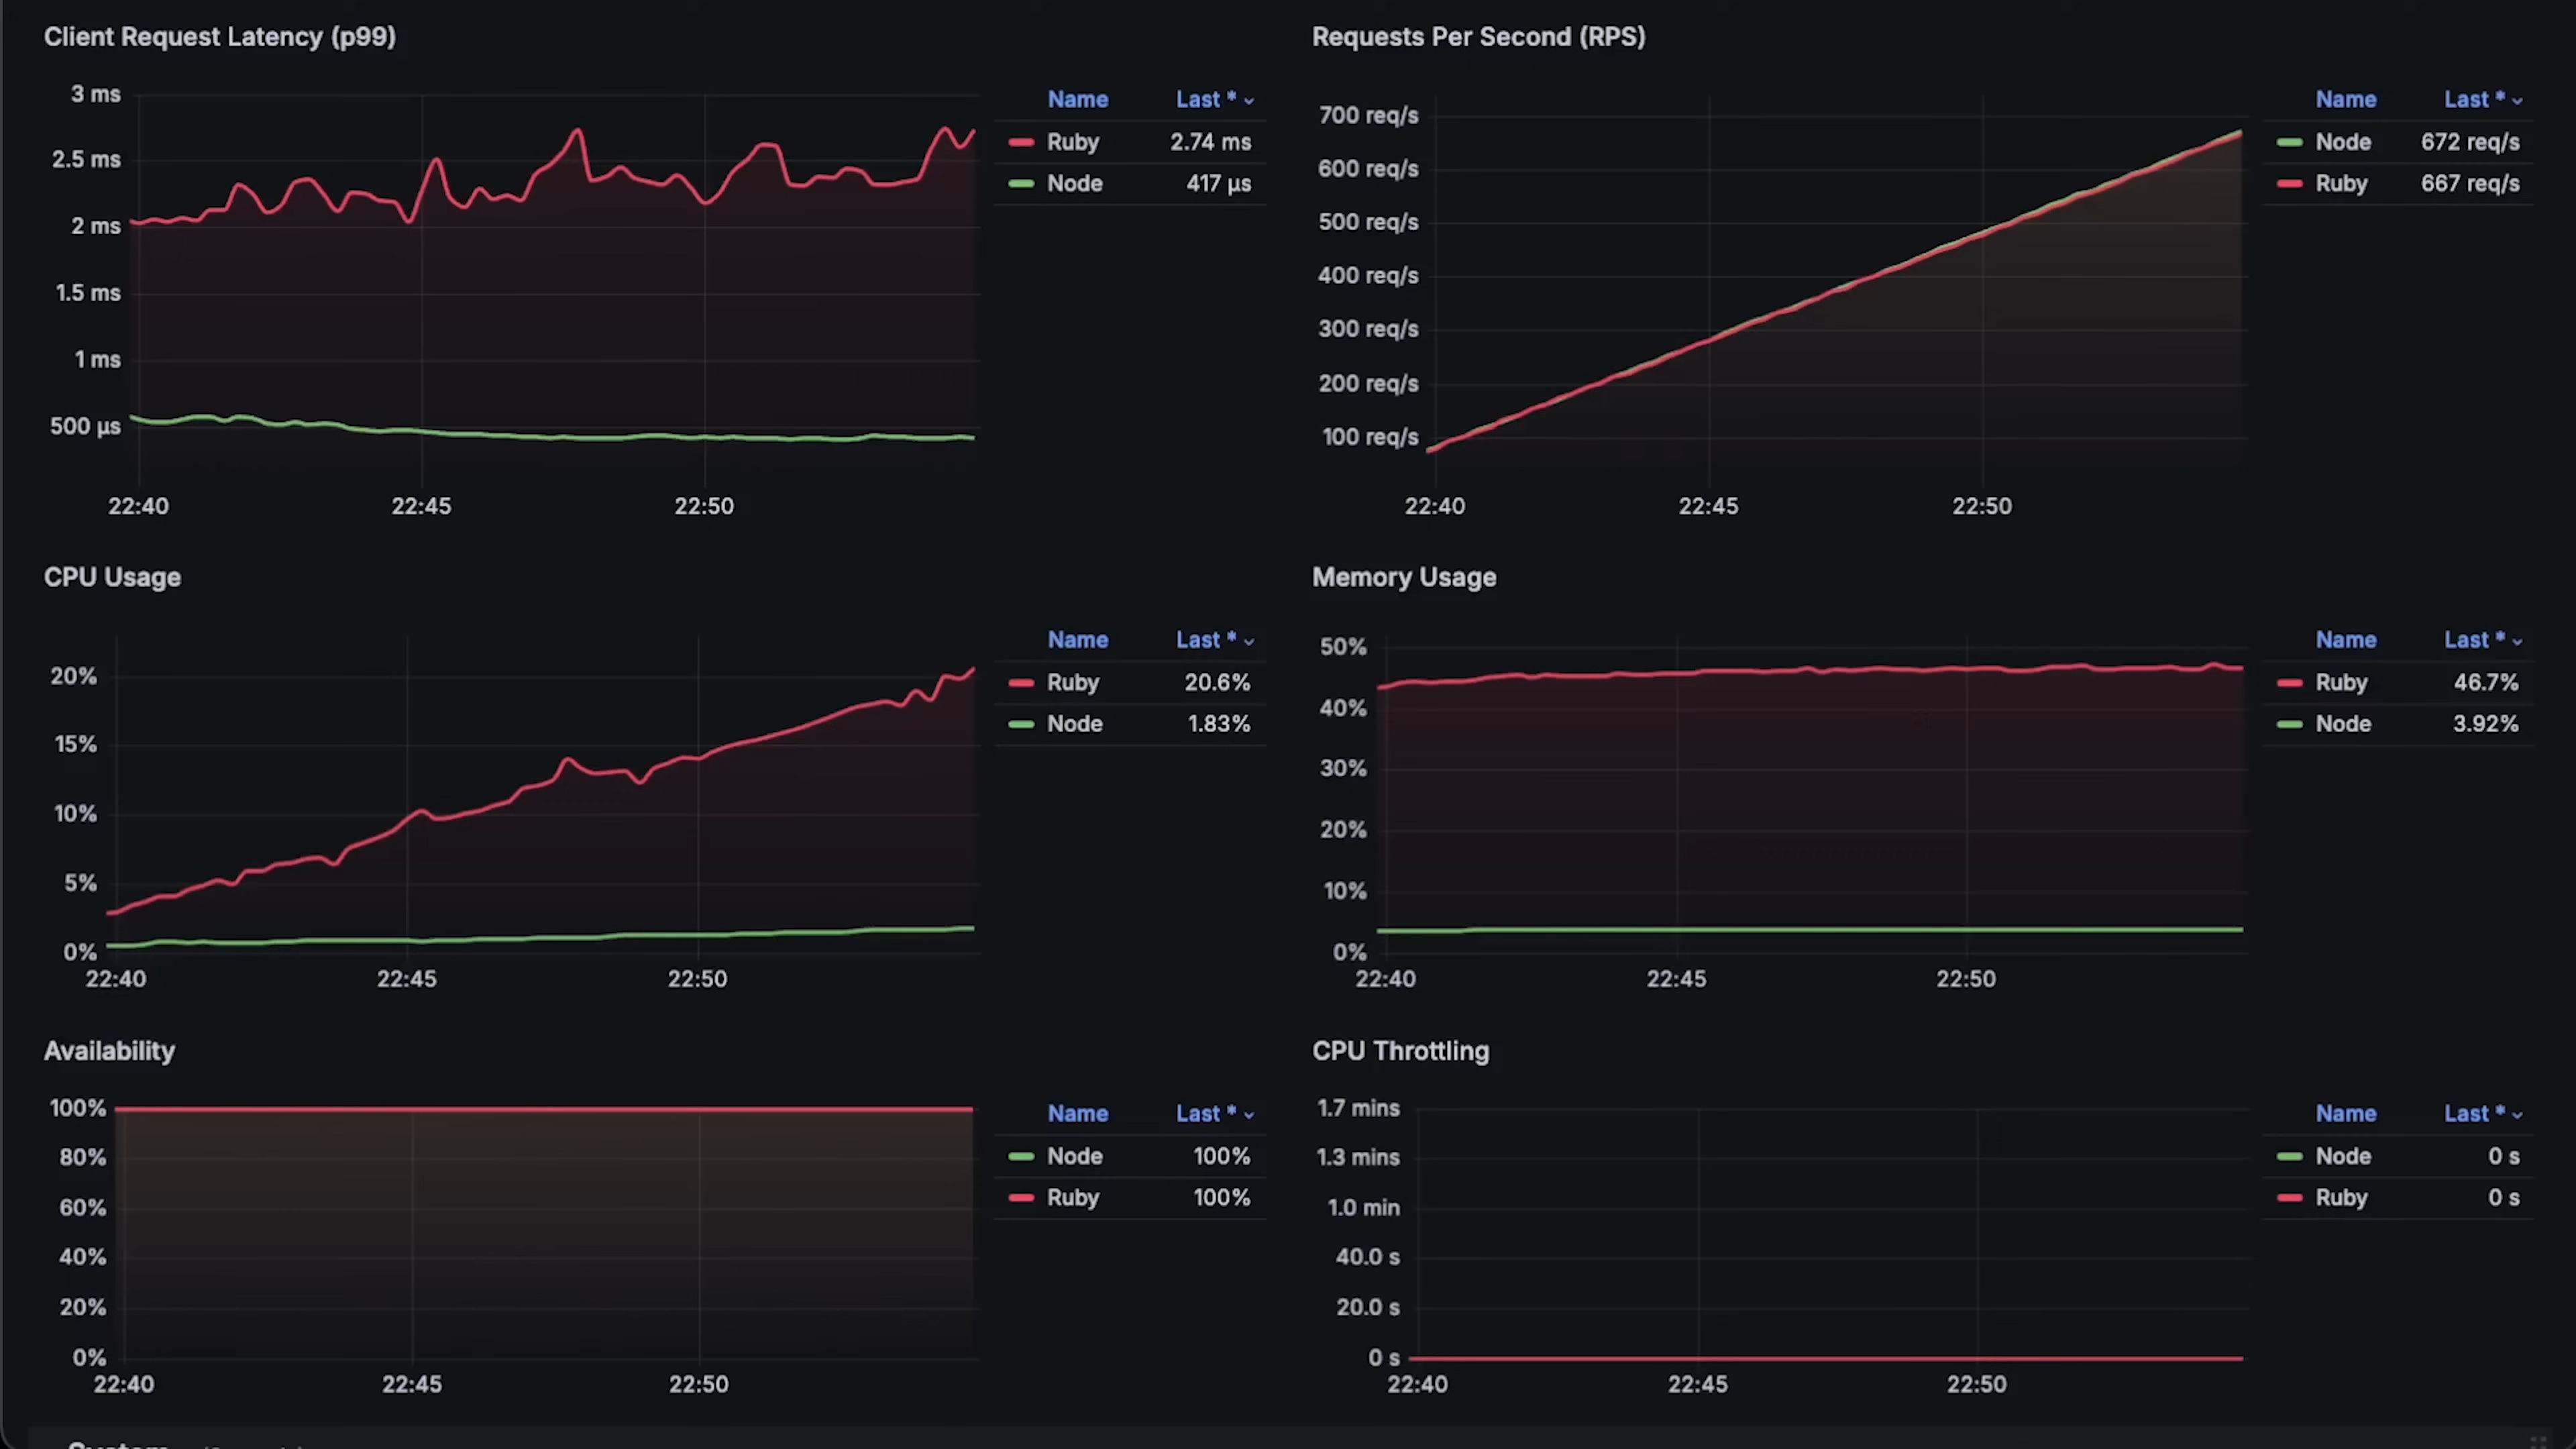 Client Request Latency (p99)
Name Last *
3 ms
2.5 ms
2 ms
1.5 ms
1 ms
500 µs
22:40 22:45 22:50
Ruby 2.74 ms
Node 417 µs
Requests Per Second (RPS)
Name Last *
700 req/s
600 req/s
500 req/s
400 req/s
300 req/s
200 req/s
100 req/s
22:40 22:45 22:50
Node 672 req/s
Ruby 667 req/s
CPU Usage
Name Last *
20%
15%
10%
5%
0%
22:40 22:45 22:50
Ruby 20.6%
Node 1.83%
Memory Usage
Name Last *
50%
40%
30%
20%
10%
0%
22:40 22:45 22:50
Ruby 46.7%
Node 3.92%
Availability
Name Last *
100%
80%
60%
40%
20%
0%
22:40 22:45 22:50
Node 100%
Ruby 100%
CPU Throttling
Name Last *
1.7 mins
1.3 mins
1.0 min
40.0 s
20.0 s
0 s
22:40 22:45 22:50
Node 0 s
Ruby 0 s